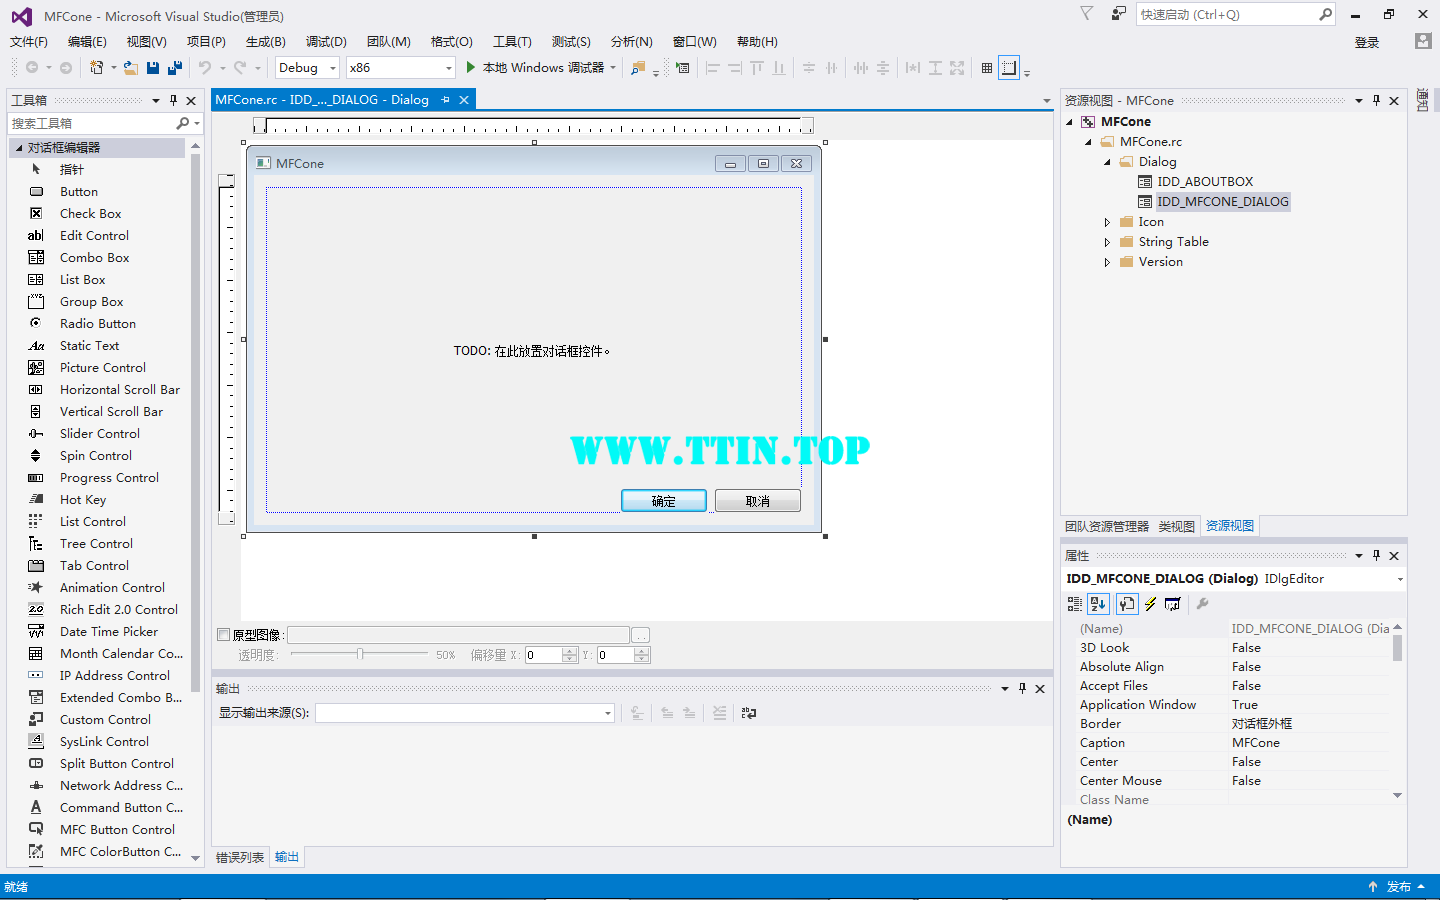 MFCone - Microsoft Visual Studio(管理员)
快速启动 (Ctrl+Q)
文件(F) 编辑(E) 视图(V) 项目(P) 生成(B) 调试(D) 团队(M) 格式(O) 工具(T) 测试(S) 分析(N) 窗口(W) 帮助(H)
登录
Debug x86 本地 Windows 调试器
工具箱
搜索工具箱
对话框编辑器
指针
Button
Check Box
Edit Control
Combo Box
List Box
Group Box
Radio Button
Static Text
Picture Control
Horizontal Scroll Bar
Vertical Scroll Bar
Slider Control
Spin Control
Progress Control
Hot Key
List Control
Tree Control
Tab Control
Animation Control
Rich Edit 2.0 Control
Date Time Picker
Month Calendar Co...
IP Address Control
Extended Combo B...
Custom Control
SysLink Control
Split Button Control
Network Address C...
Command Button C...
MFC Button Control
MFC ColorButton C...
MFCone.rc - IDD_..._DIALOG - Dialog
MFCone
TODO: 在此放置对话框控件。
WWW.TTIN.TOP
确定 取消
原型图像:
...
透明度: 50% 偏移量 X: 0 Y: 0
输出
显示输出来源(S):
错误列表 输出
资源视图 - MFCone
MFCone
MFCone.rc
Dialog
IDD_ABOUTBOX
IDD_MFCONE_DIALOG
Icon
String Table
Version
团队资源管理器 类视图 资源视图
属性
IDD_MFCONE_DIALOG (Dialog) IDlgEditor
(Name) IDD_MFCONE_DIALOG (Dia
3D Look False
Absolute Align False
Accept Files False
Application Window True
Border 对话框外框
Caption MFCone
Center False
Center Mouse False
Class Name
(Name)
通知
就绪
发布